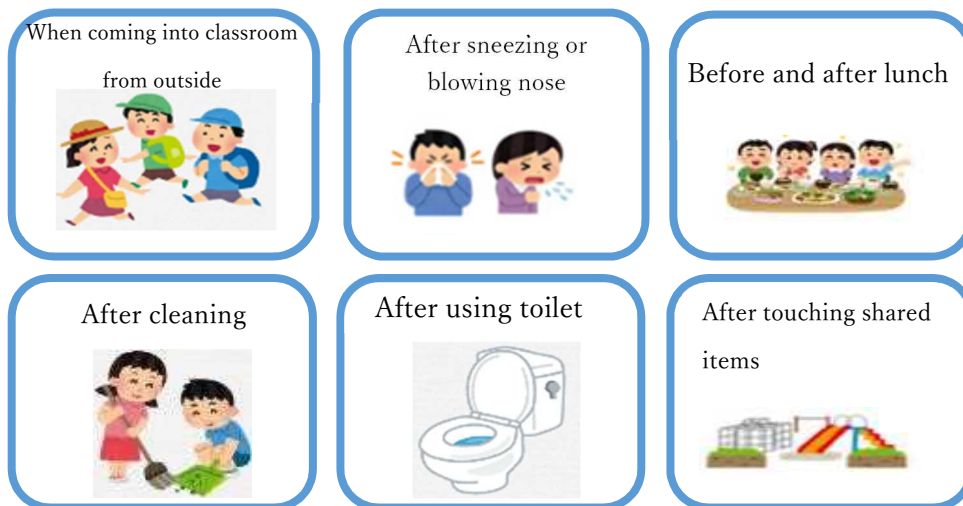 When coming into classroom
from outside
After sneezing or
blowing nose
Before and after lunch
After cleaning
After using toilet
After touching shared
items